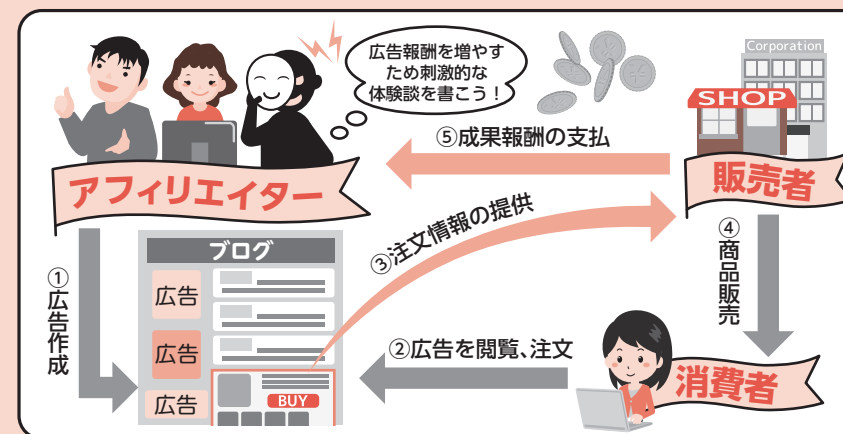 広告報酬を増やす
ため刺激的な
体験談を書こう！
Corporation
SHOP
⑤成果報酬の支払
アフィリエイター
販売者
①広告作成
ブログ
広告
広告
広告
BUY
③注文情報の提供
④商品販売
②広告を閲覧、注文
消費者